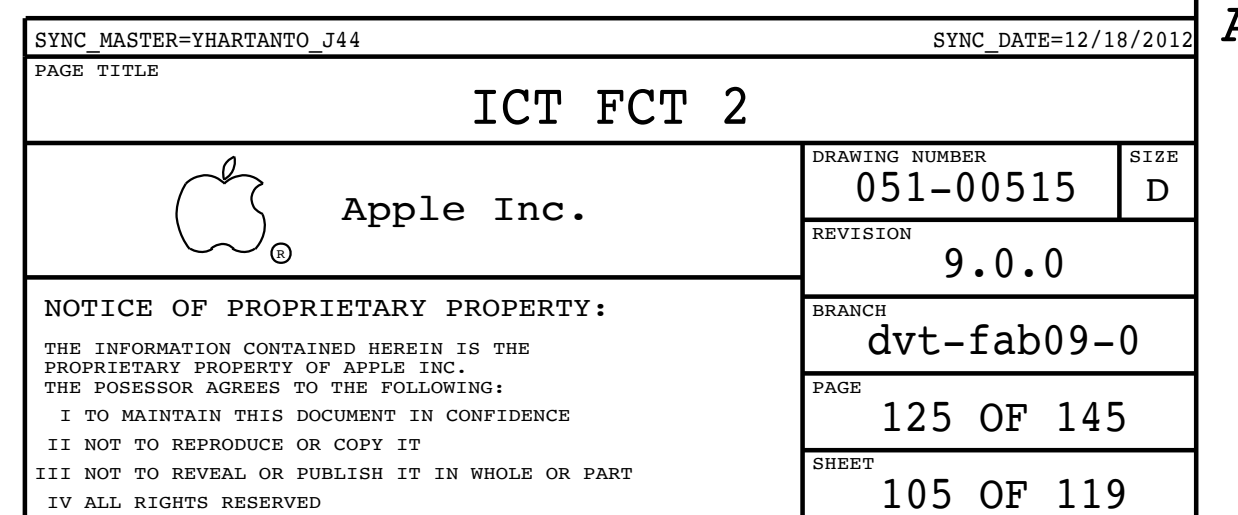 SYNC_MASTER=YHARTANTO_J44 SYNC_DATE=12/18/2012
A
PAGE TITLE
ICT FCT 2
Apple Inc.
®
DRAWING NUMBER
051-00515
SIZE
D
REVISION
9.0.0
BRANCH
dvt-fab09-0
PAGE
125 OF 145
SHEET
105 OF 119
NOTICE OF PROPRIETARY PROPERTY:
THE INFORMATION CONTAINED HEREIN IS THE
PROPRIETARY PROPERTY OF APPLE INC.
THE POSESSOR AGREES TO THE FOLLOWING:
I TO MAINTAIN THIS DOCUMENT IN CONFIDENCE
II NOT TO REPRODUCE OR COPY IT
III NOT TO REVEAL OR PUBLISH IT IN WHOLE OR PART
IV ALL RIGHTS RESERVED